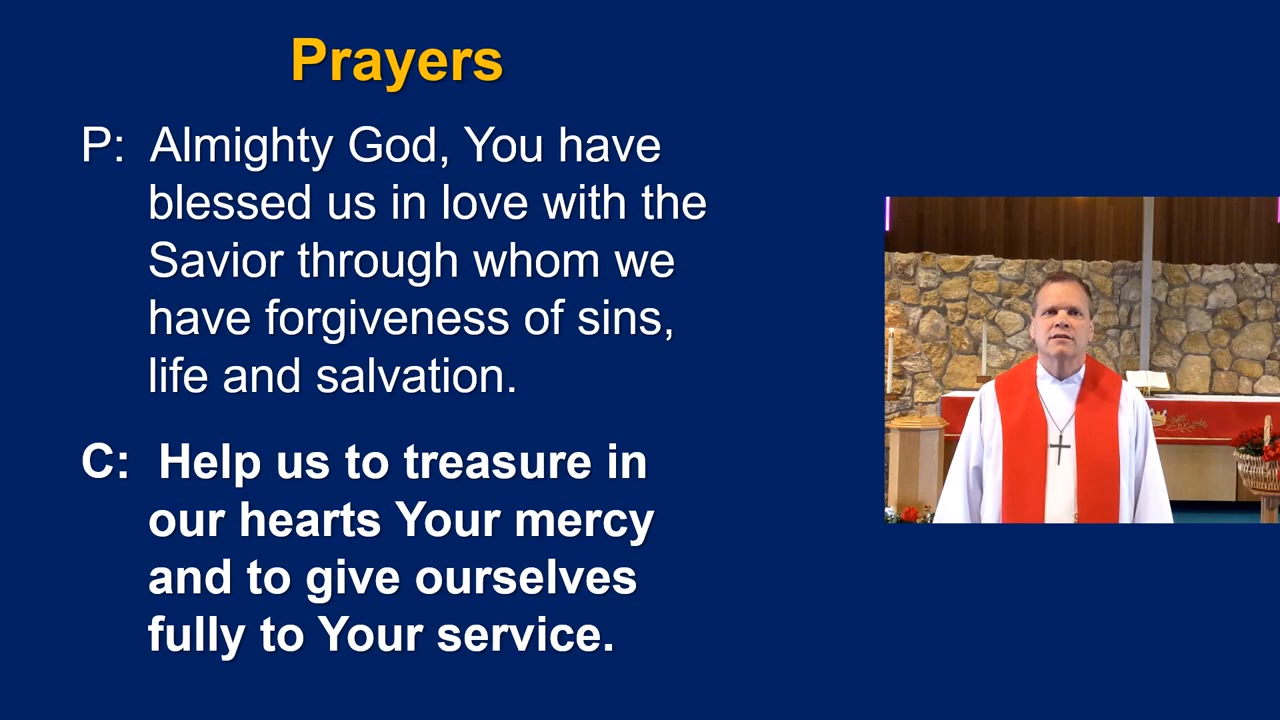 Prayers
P: Almighty God, You have
blessed us in love with the
Savior through whom we
have forgiveness of sins,
life and salvation.
C: Help us to treasure in
our hearts Your mercy
and to give ourselves
fully to Your service.